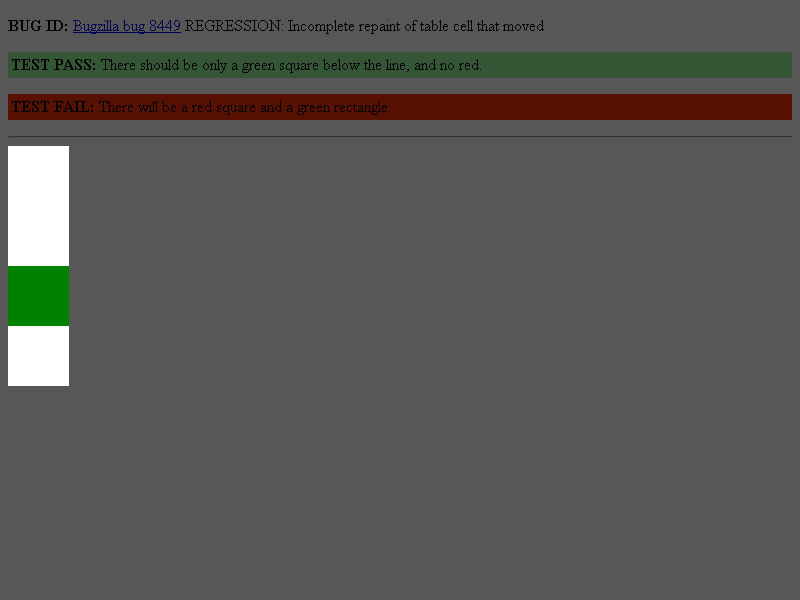 BUG ID: Bugzilla bug 8449 REGRESSION: Incomplete repaint of table cell that moved
TEST PASS: There should be only a green square below the line, and no red.
TEST FAIL: There will be a red square and a green rectangle.